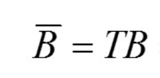 B̅ = TB